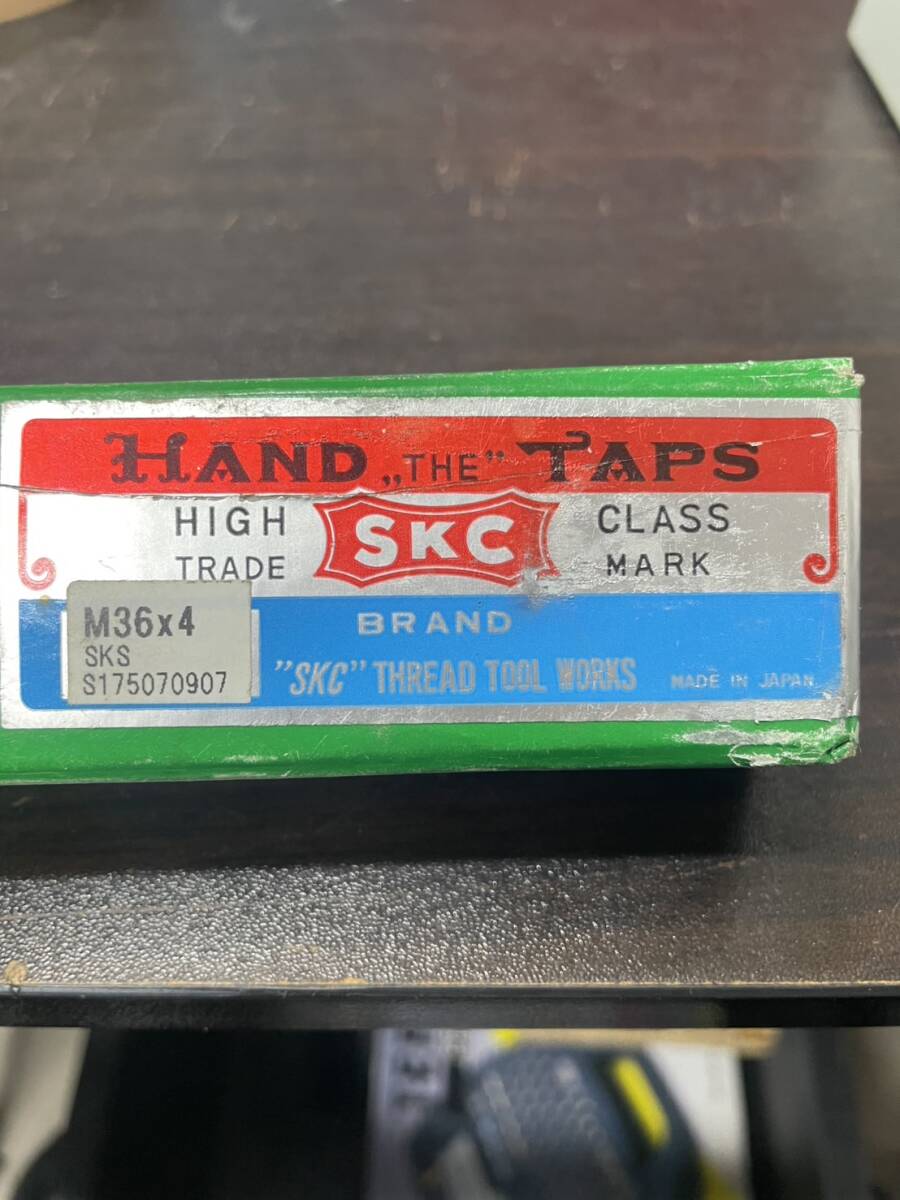 HAND „THE” TAPS
HIGH SKC CLASS
TRADE MARK
M36x4
SKS
S175070907
BRAND
"SKC" THREAD TOOL WORKS MADE IN JAPAN